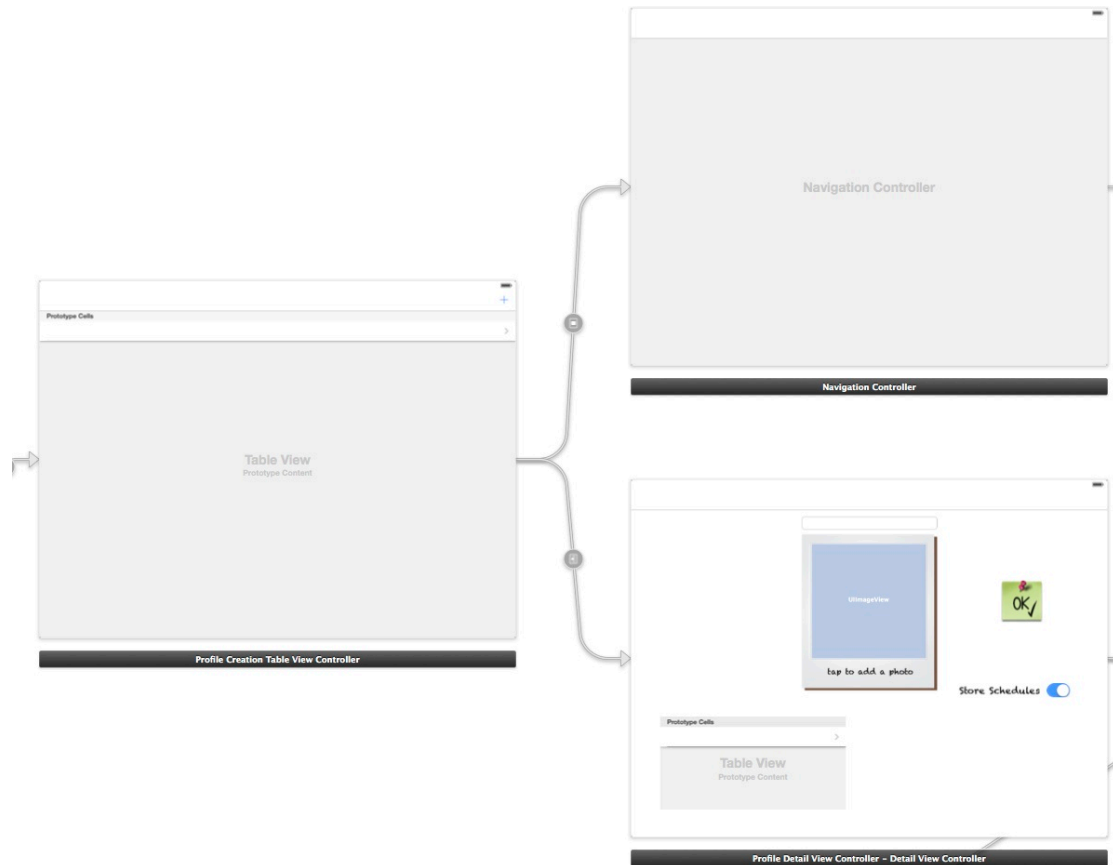 Navigation Controller
Navigation Controller
Prototype Cells
Table View
Prototype Content
Profile Creation Table View Controller
UIImageView
OK
tap to add a photo
Store Schedules
Prototype Cells
Table View
Prototype Content
Profile Detail View Controller - Detail View Controller